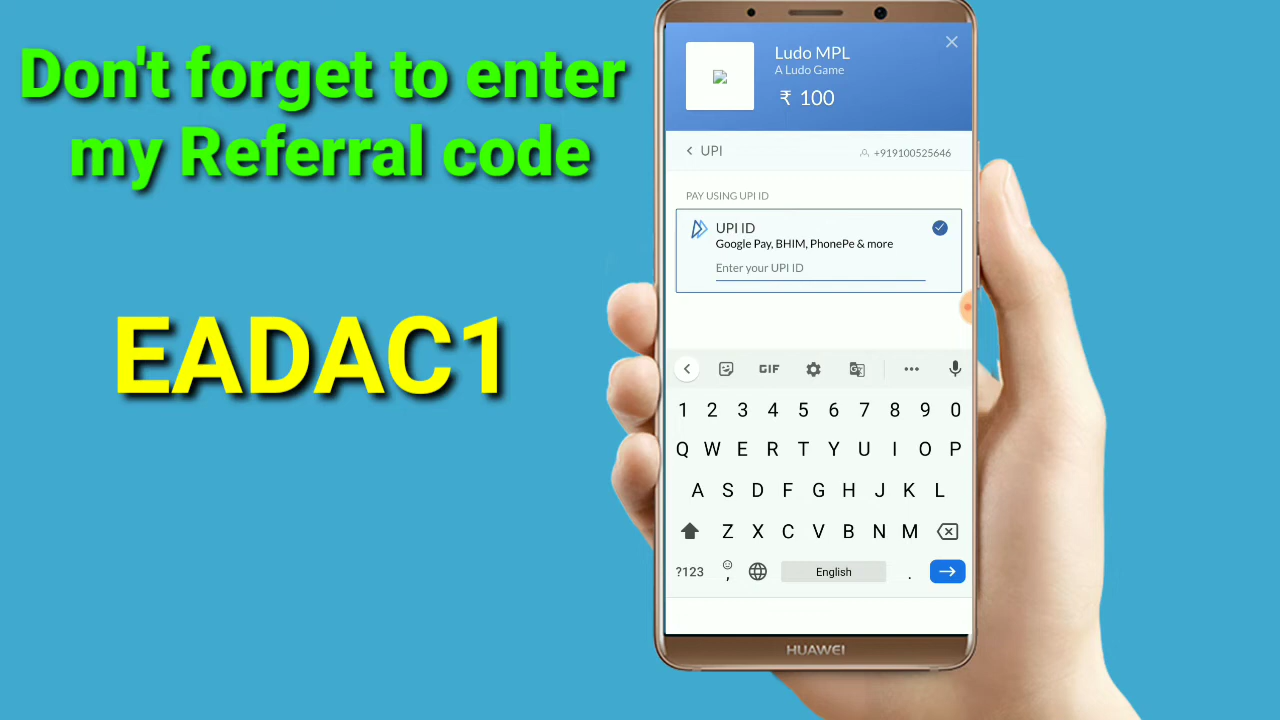 Don't forget to enter
my Referral code
EADAC1
Ludo MPL
A Ludo Game
₹ 100
UPI
+919100525646
PAY USING UPI ID
UPI ID
Google Pay, BHIM, PhonePe & more
Enter your UPI ID
GIF
1 2 3 4 5 6 7 8 9 0
Q W E R T Y U I O P
A S D F G H J K L
Z X C V B N M
?123 , English .
HUAWEI